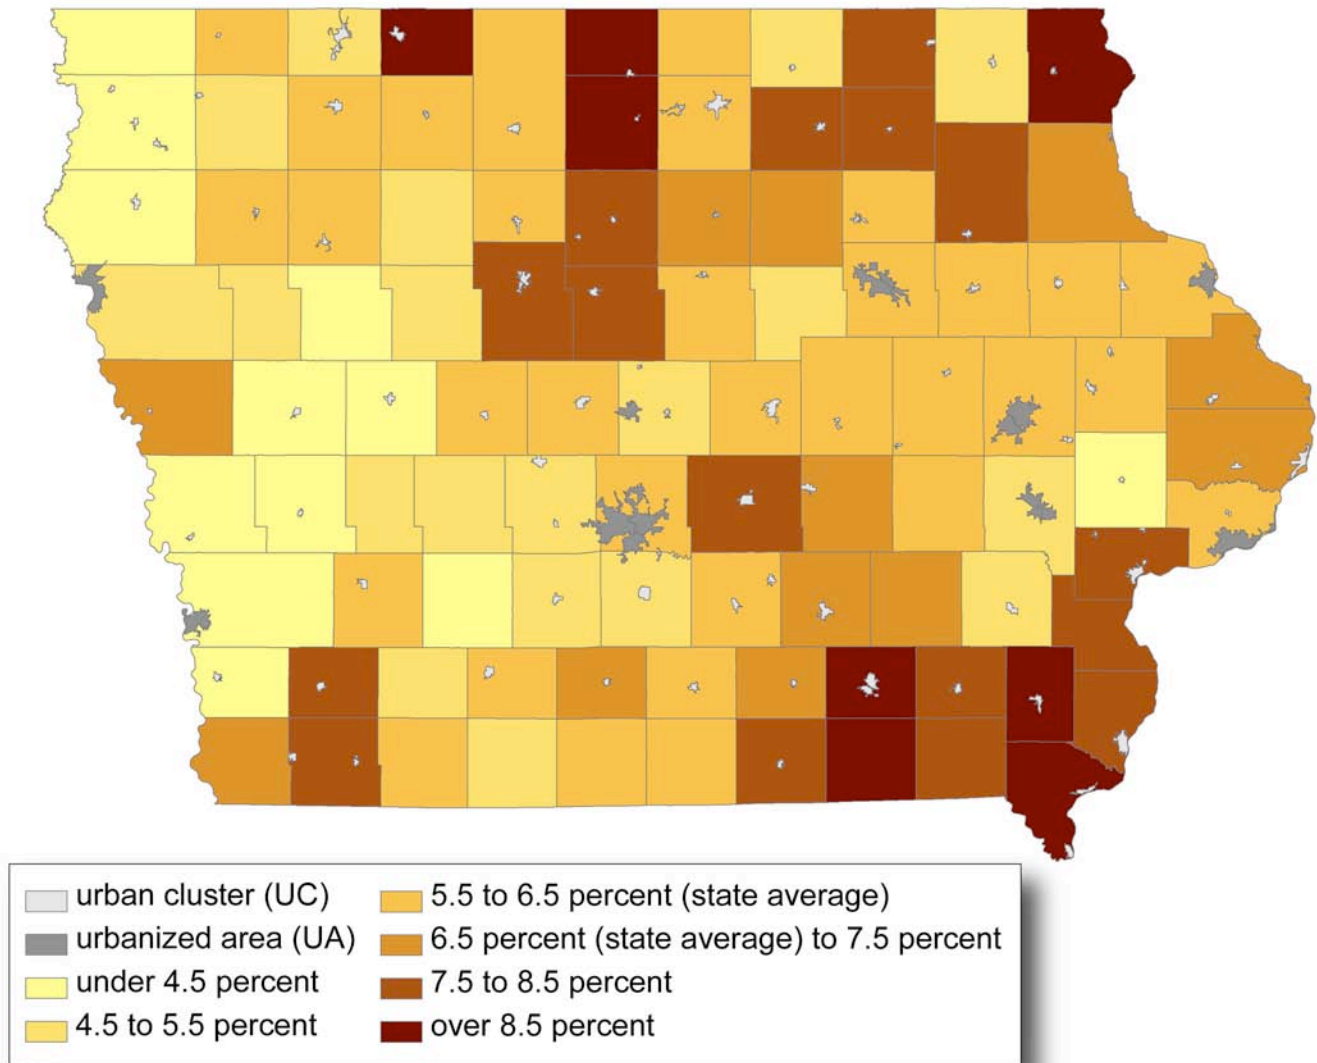 urban cluster (UC)
urbanized area (UA)
under 4.5 percent
4.5 to 5.5 percent
5.5 to 6.5 percent (state average)
6.5 percent (state average) to 7.5 percent
7.5 to 8.5 percent
over 8.5 percent